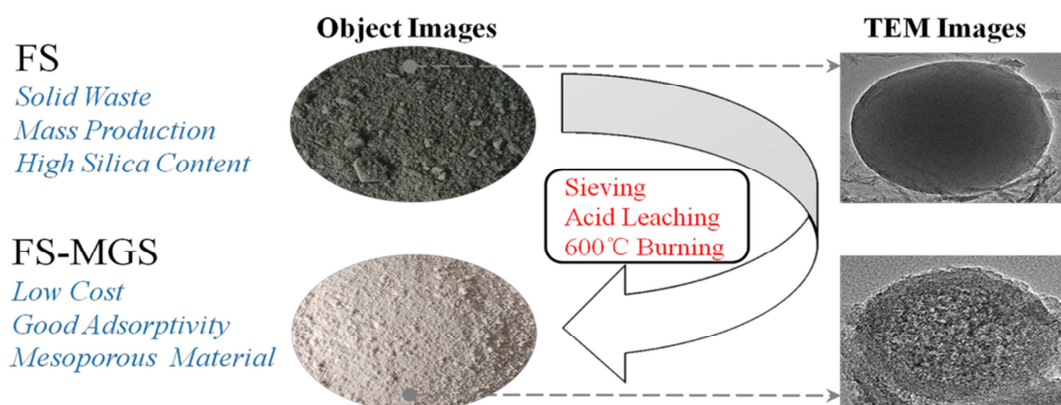 Object Images
TEM Images
FS
Solid Waste
Mass Production
High Silica Content
Sieving
Acid Leaching
600℃ Burning
FS-MGS
Low Cost
Good Adsorptivity
Mesoporous Material